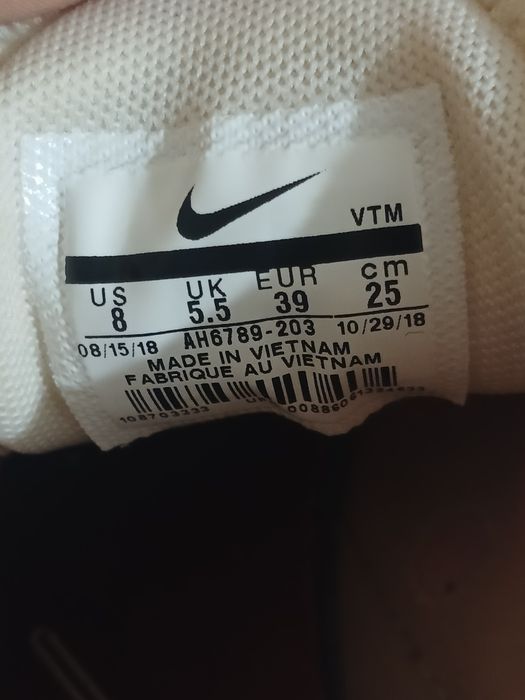 VTM
US UK EUR cm
8 5.5 39 25
08/15/18 AH6789-203 10/29/18
MADE IN VIETNAM
FABRIQUE AU VIETNAM